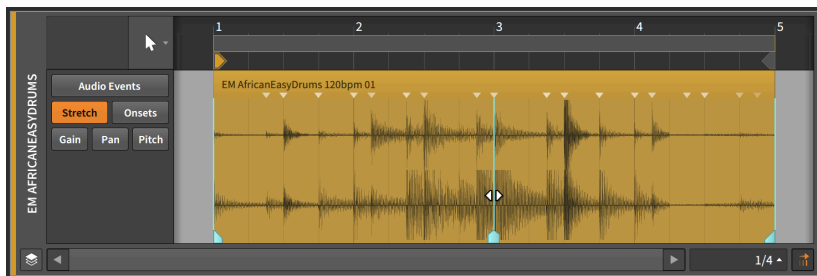 1 2 3 4 5
EM AFRICANEASYDRUMS
EM AfricanEasyDrums 120bpm 01
Audio Events
Stretch Onsets
Gain Pan Pitch
1/4